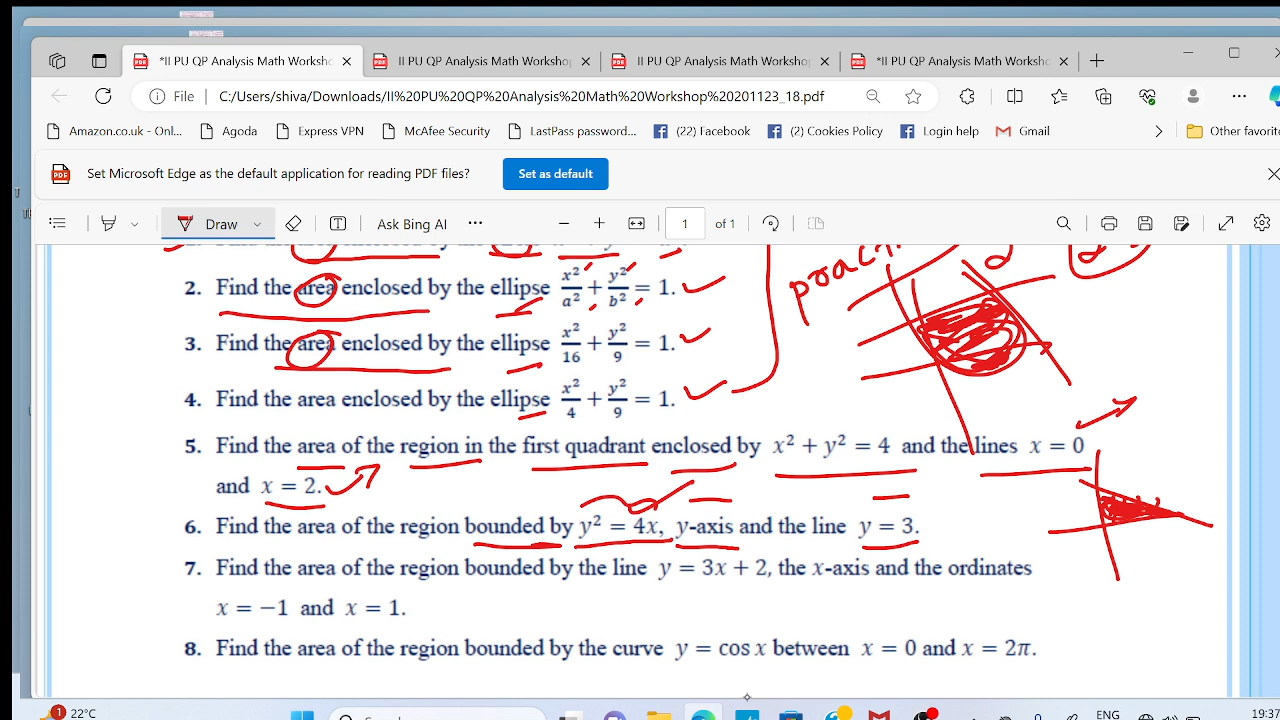 *II PU QP Analysis Math Worksho
II PU QP Analysis Math Workshop
II PU QP Analysis Math Workshop
*II PU QP Analysis Math Worksho
File
C:/Users/shiva/Downloads/II%20PU%20QP%20Analysis%20Math%20Workshop%20201123_18.pdf
Amazon.co.uk - Onl...
Agoda
Express VPN
McAfee Security
LastPass password...
(22) Facebook
(2) Cookies Policy
Login help
Gmail
Other favorite
Set Microsoft Edge as the default application for reading PDF files?
Set as default
Draw
Ask Bing AI
1
of 1
practi
2. Find the area enclosed by the ellipse x²/a² + y²/b² = 1.
3. Find the area enclosed by the ellipse x²/16 + y²/9 = 1.
4. Find the area enclosed by the ellipse x²/4 + y²/9 = 1.
5. Find the area of the region in the first quadrant enclosed by x² + y² = 4 and the lines x = 0
and x = 2.
6. Find the area of the region bounded by y² = 4x, y-axis and the line y = 3.
7. Find the area of the region bounded by the line y = 3x + 2, the x-axis and the ordinates
x = −1 and x = 1.
8. Find the area of the region bounded by the curve y = cos x between x = 0 and x = 2π.
1
22°C
ENG
19:37